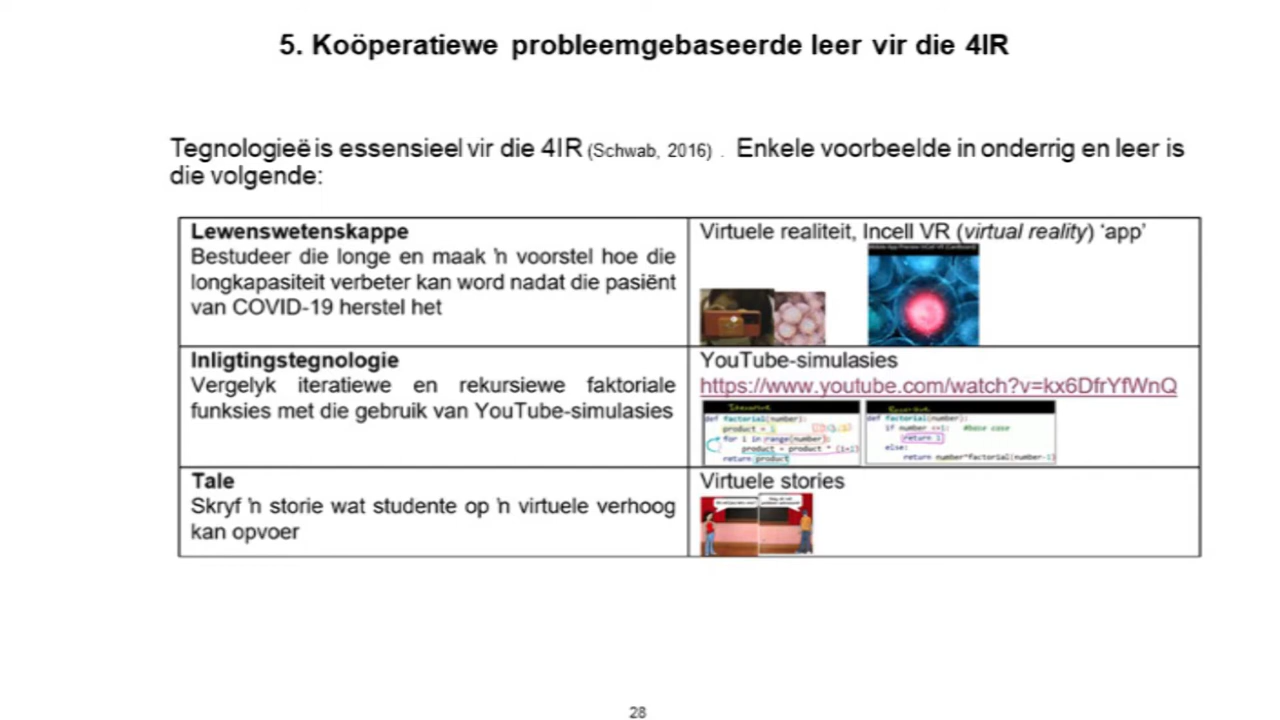 5. Koöperatiewe probleemgebaseerde leer vir die 4IR
Tegnologieë is essensieel vir die 4IR (Schwab, 2016) . Enkele voorbeelde in onderrig en leer is
die volgende:
Lewenswetenskappe
Bestudeer die longe en maak 'n voorstel hoe die
longkapasiteit verbeter kan word nadat die pasiënt
van COVID-19 herstel het
Virtuele realiteit, Incell VR (virtual reality) 'app'
Inligtingstegnologie
Vergelyk iteratiewe en rekursiewe faktoriale
funksies met die gebruik van YouTube-simulasies
YouTube-simulasies
https://www.youtube.com/watch?v=kx6DfrYfWnQ
Iterative
def factorial(number):
product = 1
for i in range(number):
product = product * (i+1)
return product
Recursive
def factorial(number):
if number <=1: #base case
return 1
else:
return number*factorial(number-1)
Tale
Skryf 'n storie wat studente op 'n virtuele verhoog
kan opvoer
Virtuele stories
28